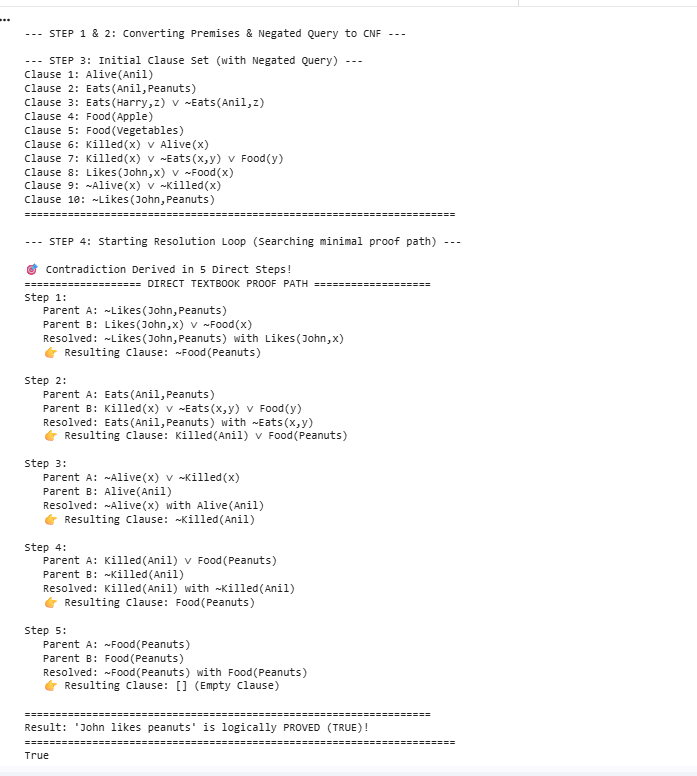 ...
--- STEP 1 & 2: Converting Premises & Negated Query to CNF ---
--- STEP 3: Initial Clause Set (with Negated Query) ---
Clause 1: Alive(Anil)
Clause 2: Eats(Anil,Peanuts)
Clause 3: Eats(Harry,z) ∨ ~Eats(Anil,z)
Clause 4: Food(Apple)
Clause 5: Food(Vegetables)
Clause 6: Killed(x) ∨ Alive(x)
Clause 7: Killed(x) ∨ ~Eats(x,y) ∨ Food(y)
Clause 8: Likes(John,x) ∨ ~Food(x)
Clause 9: ~Alive(x) ∨ ~Killed(x)
Clause 10: ~Likes(John,Peanuts)
=====================================================================
--- STEP 4: Starting Resolution Loop (Searching minimal proof path) ---
🎯 Contradiction Derived in 5 Direct Steps!
=================== DIRECT TEXTBOOK PROOF PATH ===================
Step 1:
Parent A: ~Likes(John,Peanuts)
Parent B: Likes(John,x) ∨ ~Food(x)
Resolved: ~Likes(John,Peanuts) with Likes(John,x)
👉 Resulting Clause: ~Food(Peanuts)
Step 2:
Parent A: Eats(Anil,Peanuts)
Parent B: Killed(x) ∨ ~Eats(x,y) ∨ Food(y)
Resolved: Eats(Anil,Peanuts) with ~Eats(x,y)
👉 Resulting Clause: Killed(Anil) ∨ Food(Peanuts)
Step 3:
Parent A: ~Alive(x) ∨ ~Killed(x)
Parent B: Alive(Anil)
Resolved: ~Alive(x) with Alive(Anil)
👉 Resulting Clause: ~Killed(Anil)
Step 4:
Parent A: Killed(Anil) ∨ Food(Peanuts)
Parent B: ~Killed(Anil)
Resolved: Killed(Anil) with ~Killed(Anil)
👉 Resulting Clause: Food(Peanuts)
Step 5:
Parent A: ~Food(Peanuts)
Parent B: Food(Peanuts)
Resolved: ~Food(Peanuts) with Food(Peanuts)
👉 Resulting Clause: [] (Empty Clause)
=================================================================
Result: 'John likes peanuts' is logically PROVED (TRUE)!
=====================================================================
True